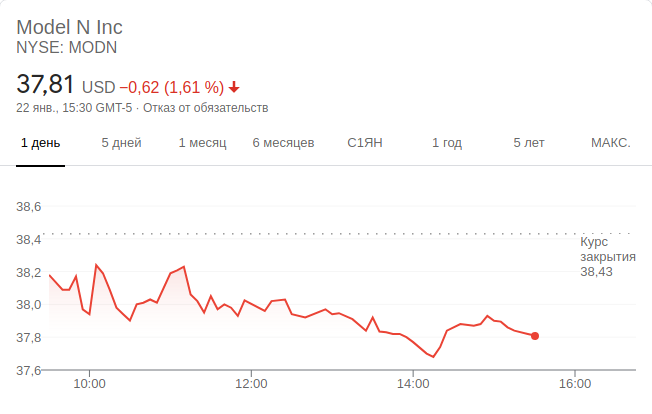 Model N Inc
NYSE: MODN
37,81 USD −0,62 (1,61 %)
22 янв., 15:30 GMT-5 · Отказ от обязательств
1 день 5 дней 1 месяц 6 месяцев С1ЯН 1 год 5 лет МАКС.
38,6
38,4
Курс
закрытия
38,43
38,2
38,0
37,8
37,6
10:00 12:00 14:00 16:00